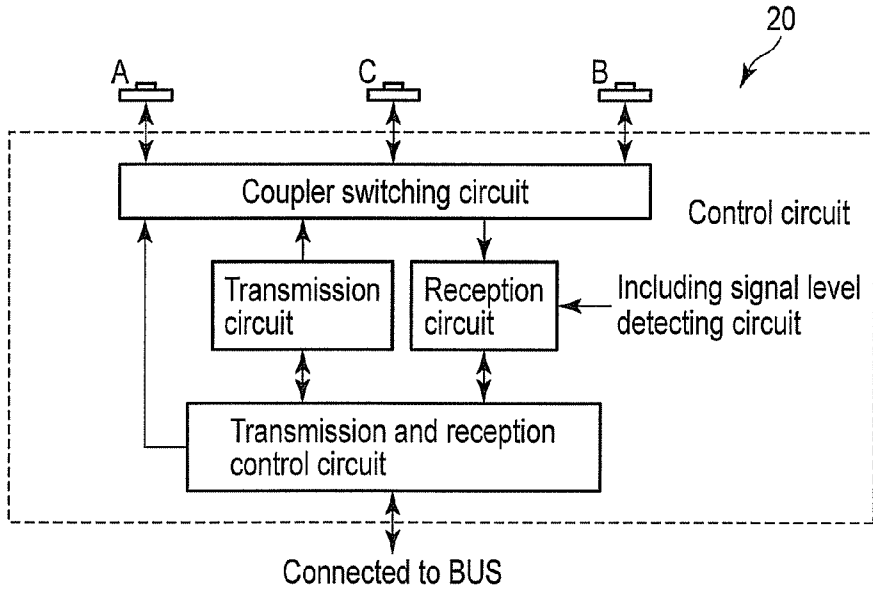 20
A
C
B
Coupler switching circuit
Control circuit
Transmission
circuit
Reception
circuit
Including signal level
detecting circuit
Transmission and reception
control circuit
Connected to BUS